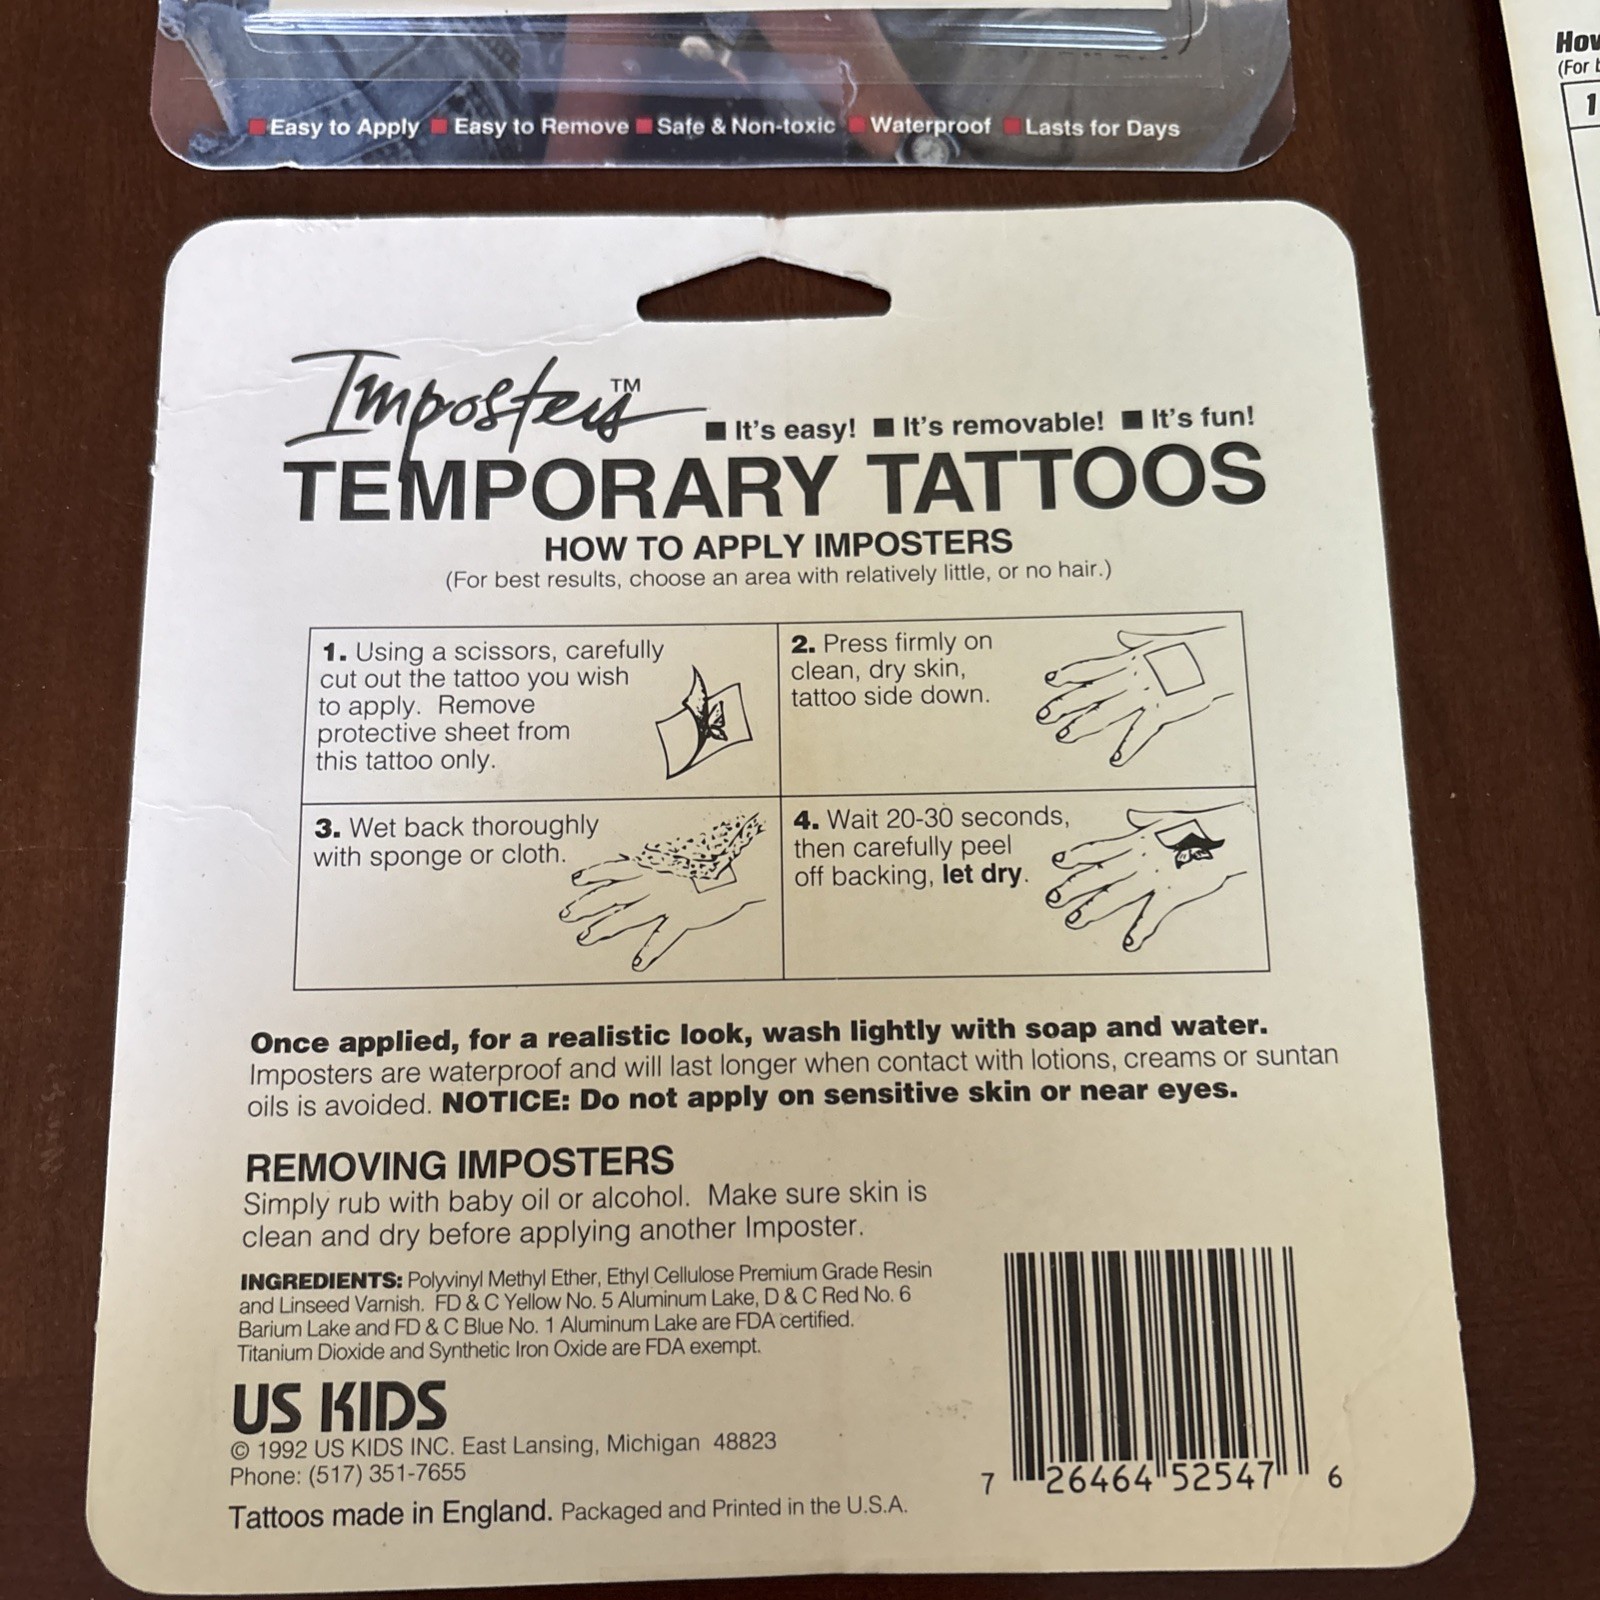 Easy to Apply Easy to Remove Safe & Non-toxic Waterproof Lasts for Days
(For
1
Imposters™
■ It's easy! ■ It's removable! ■ It's fun!
TEMPORARY TATTOOS
HOW TO APPLY IMPOSTERS
(For best results, choose an area with relatively little, or no hair.)
1. Using a scissors, carefully
cut out the tattoo you wish
to apply. Remove
protective sheet from
this tattoo only.
2. Press firmly on
clean, dry skin,
tattoo side down.
3. Wet back thoroughly
with sponge or cloth.
4. Wait 20-30 seconds,
then carefully peel
off backing, let dry.
Once applied, for a realistic look, wash lightly with soap and water.
Imposters are waterproof and will last longer when contact with lotions, creams or suntan
oils is avoided. NOTICE: Do not apply on sensitive skin or near eyes.
REMOVING IMPOSTERS
Simply rub with baby oil or alcohol. Make sure skin is
clean and dry before applying another Imposter.
INGREDIENTS: Polyvinyl Methyl Ether, Ethyl Cellulose Premium Grade Resin
and Linseed Varnish. FD & C Yellow No. 5 Aluminum Lake, D & C Red No. 6
Barium Lake and FD & C Blue No. 1 Aluminum Lake are FDA certified.
Titanium Dioxide and Synthetic Iron Oxide are FDA exempt.
US KIDS
© 1992 US KIDS INC. East Lansing, Michigan 48823
Phone: (517) 351-7655
Tattoos made in England. Packaged and Printed in the U.S.A.
7 26464 52547 6